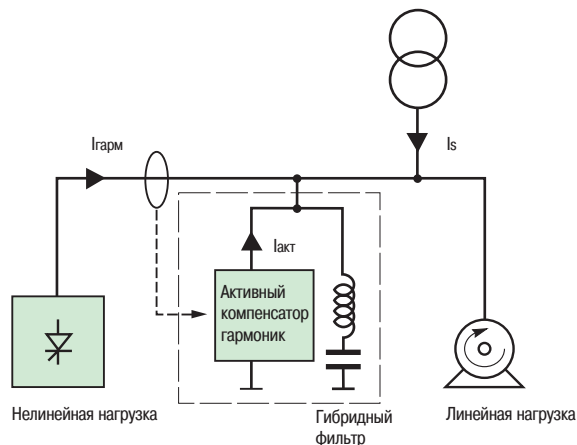 Iгарм
Is
Iакт
Активный
компенсатор
гармоник
Нелинейная нагрузка
Гибридный
фильтр
Линейная нагрузка